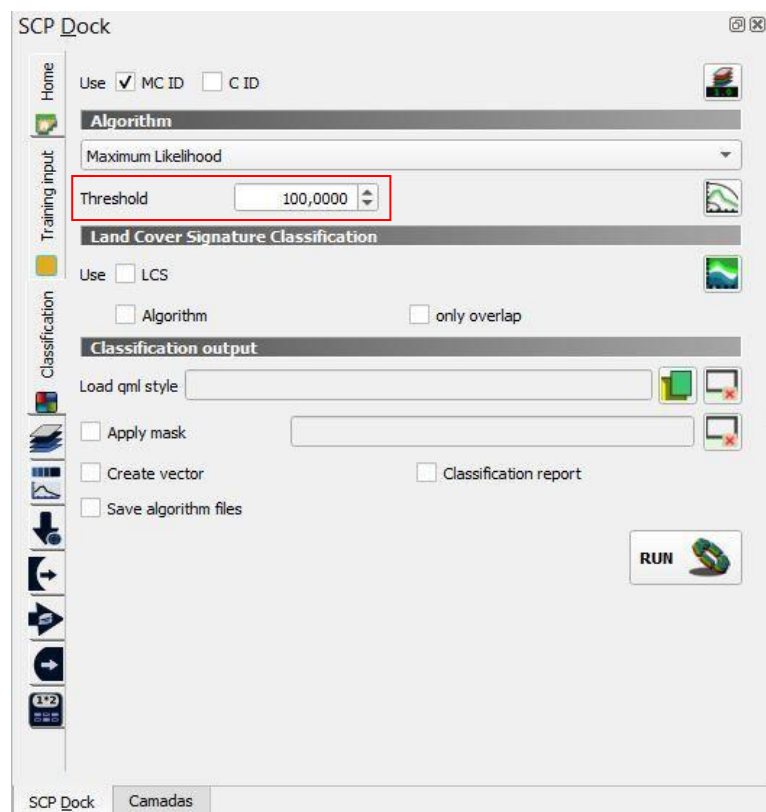 SCP Dock
Home
Training input
Classification
Use MC ID C ID
Algorithm
Maximum Likelihood
Threshold 100,0000
Land Cover Signature Classification
Use LCS
Algorithm only overlap
Classification output
Load qml style
Apply mask
Create vector Classification report
Save algorithm files
RUN
1*2
SCP Dock Camadas